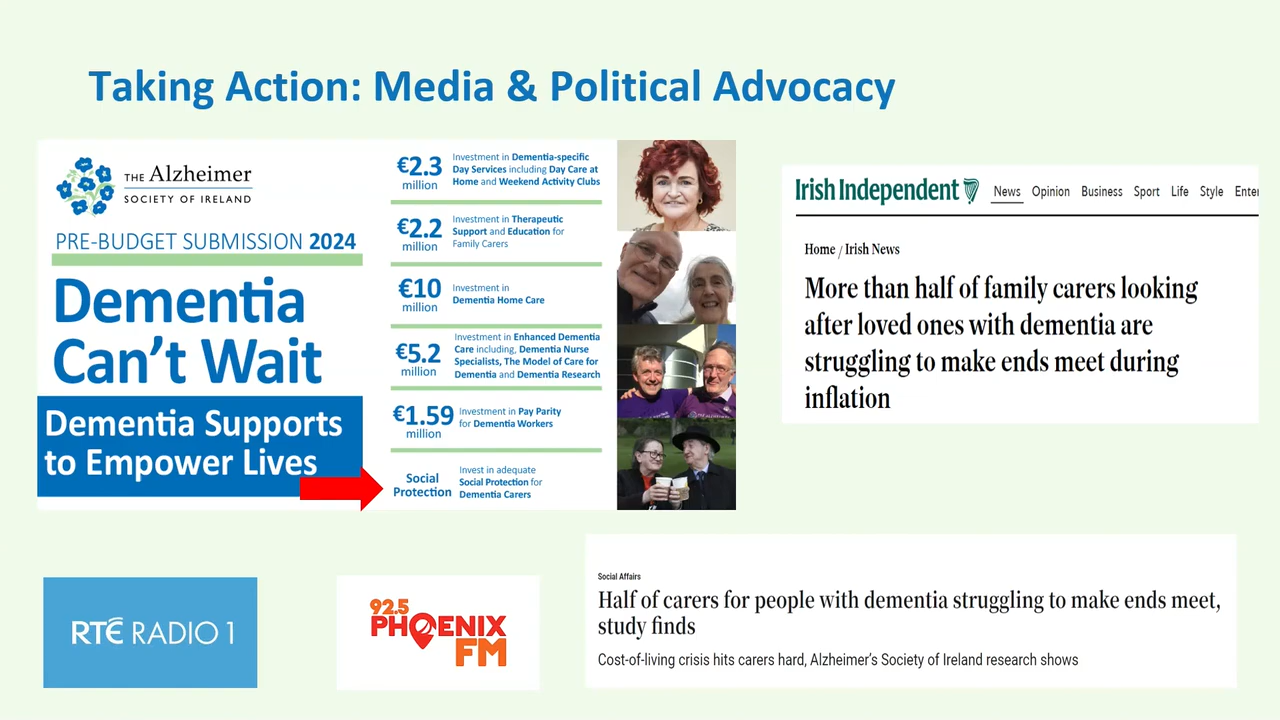 Taking Action: Media & Political Advocacy
THE Alzheimer
SOCIETY OF IRELAND
PRE-BUDGET SUBMISSION 2024
Dementia
Can't Wait
Dementia Supports
to Empower Lives
€2.3
million
Investment in Dementia-specific
Day Services including Day Care at
Home and Weekend Activity Clubs
€2.2
million
Investment in Therapeutic
Support and Education for
Family Carers
€10
million
Investment in
Dementia Home Care
€5.2
million
Investment in Enhanced Dementia
Care including, Dementia Nurse
Specialists, The Model of Care for
Dementia and Dementia Research
€1.59
million
Investment in Pay Parity
for Dementia Workers
Social
Protection
Invest in adequate
Social Protection for
Dementia Carers
Irish Independent News Opinion Business Sport Life Style Enter
Home / Irish News
More than half of family carers looking
after loved ones with dementia are
struggling to make ends meet during
inflation
RTÉ RADIO 1
92.5
PHOENIX
FM
Social Affairs
Half of carers for people with dementia struggling to make ends meet,
study finds
Cost-of-living crisis hits carers hard, Alzheimer's Society of Ireland research shows